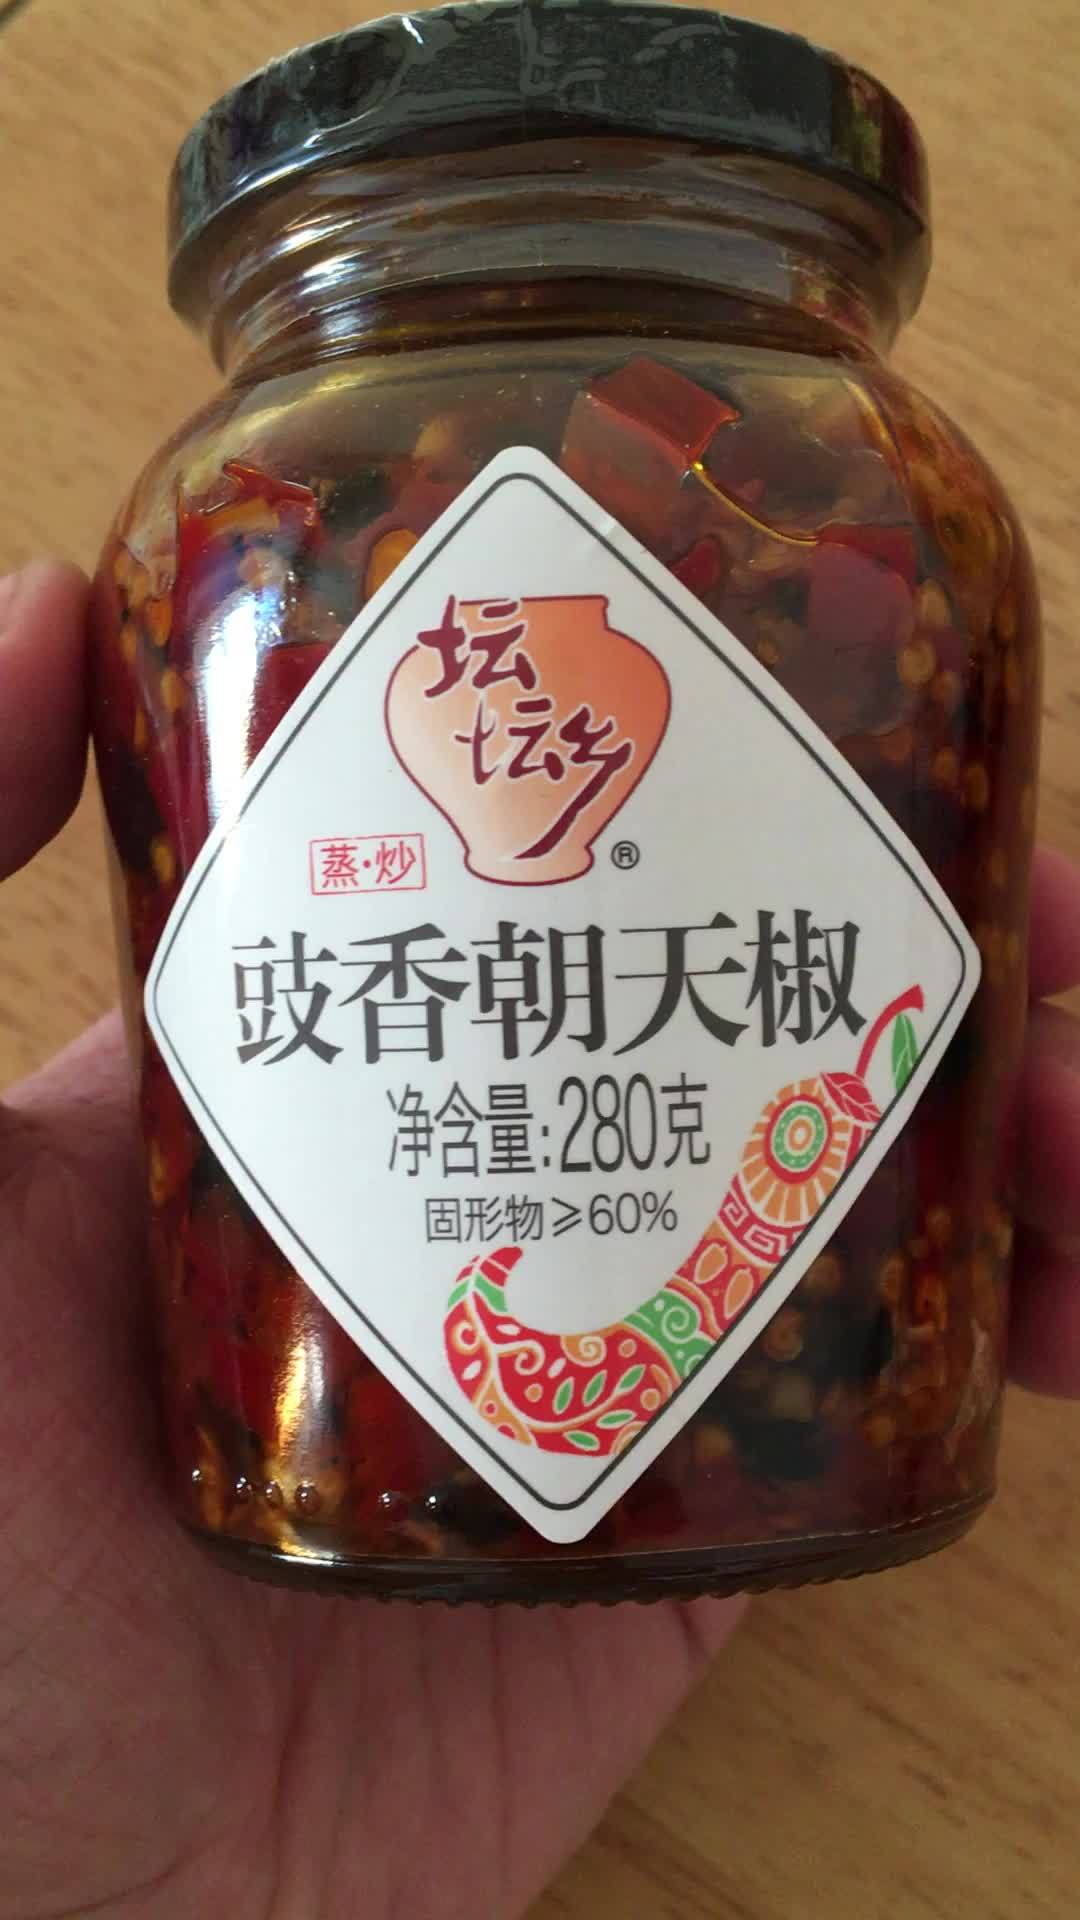 坛
坛乡
®
蒸·炒
豉香朝天椒
净含量:280克
固形物≥60%